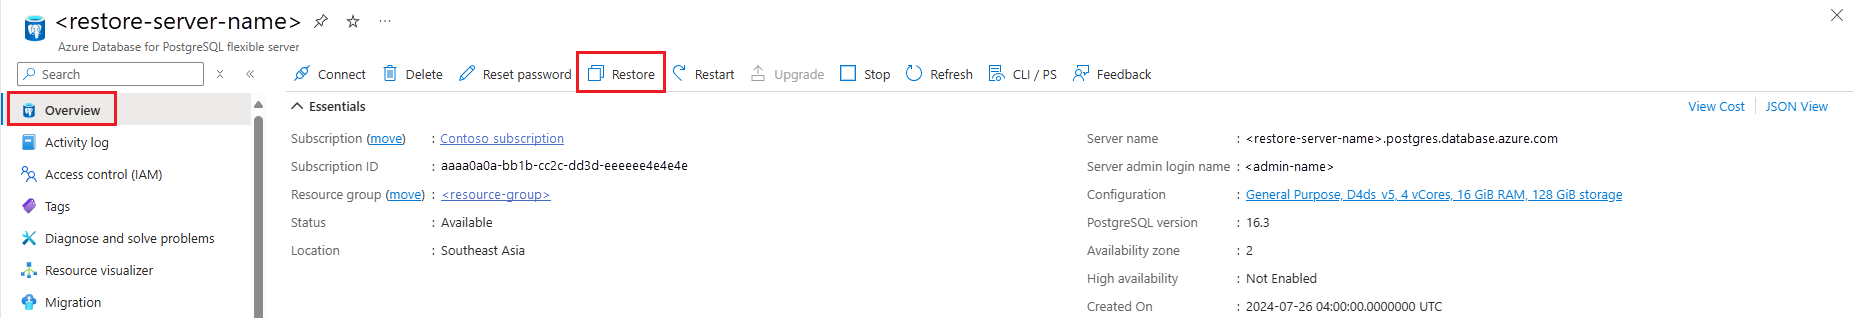 <restore-server-name>
Azure Database for PostgreSQL flexible server
Search
Connect Delete Reset password Restore Restart Upgrade Stop Refresh CLI / PS Feedback
Overview
Activity log
Access control (IAM)
Tags
Diagnose and solve problems
Resource visualizer
Migration
Essentials
View Cost JSON View
Subscription (move) : Contoso subscription
Subscription ID : aaaa0a0a-bb1b-cc2c-dd3d-eeeeee4e4e4e
Resource group (move) : <resource-group>
Status : Available
Location : Southeast Asia
Server name : <restore-server-name>.postgres.database.azure.com
Server admin login name : <admin-name>
Configuration : General Purpose, D4ds_v5, 4 vCores, 16 GiB RAM, 128 GiB storage
PostgreSQL version : 16.3
Availability zone : 2
High availability : Not Enabled
Created On : 2024-07-26 04:00:00.0000000 UTC